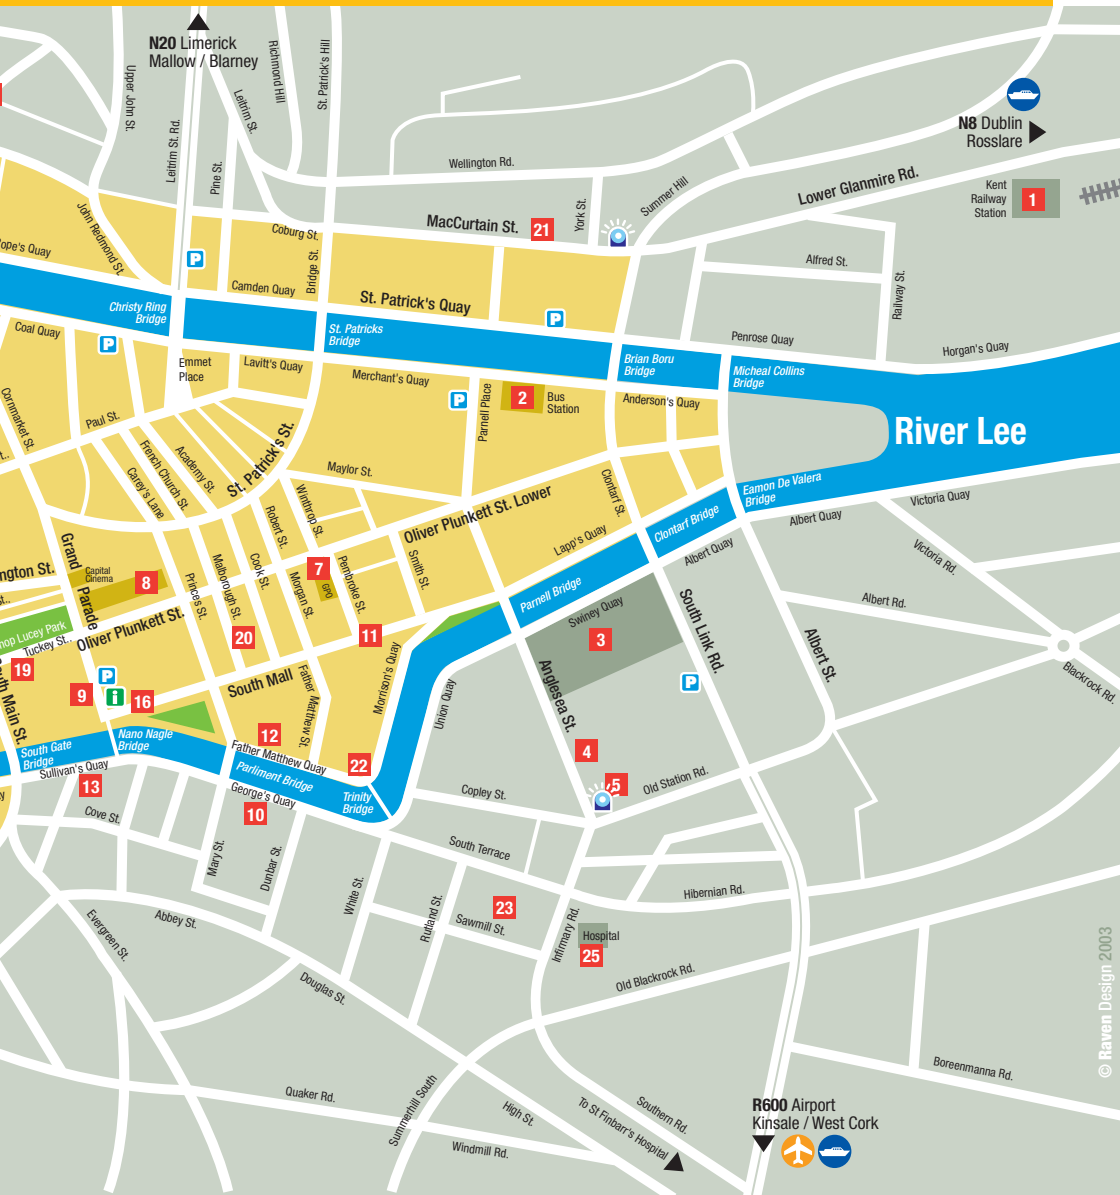 N20 Limerick
Mallow / Blarney
Upper John St.
Leitrim St. Rd.
Pine St.
Leitrim St.
Richmond Hill
St. Patrick's Hill
Wellington Rd.
York St.
Summer Hill
Lower Glanmire Rd.
N8 Dublin
Rosslare
Kent
Railway
Station
1
MacCurtain St.
21
Coburg St.
John Redmond St.
ope's Quay
P
Bridge St.
Camden Quay
St. Patrick's Quay
P
Alfred St.
Railway St.
Penrose Quay
Horgan's Quay
Christy Ring
Bridge
St. Patricks
Bridge
Brian Boru
Bridge
Micheal Collins
Bridge
River Lee
Coal Quay
P
Emmet
Place
Lavitt's Quay
Merchant's Quay
P
Parnell Place
2
Bus
Station
Anderson's Quay
Cornmarket St.
Paul St.
t..
French Church St.
Carey's Lane
Academy St.
St. Patrick's St.
Maylor St.
Winthrop St.
Robert St.
Oliver Plunkett St. Lower
Clontarf St.
Lapp's Quay
Clontarf Bridge
Eamon De Valera
Bridge
Albert Quay
Victoria Quay
Victoria Rd.
Albert Quay
Albert Rd.
Blackrock Rd.
Grand Parade
ngton St.
st..
Capital
Cinema
8
Princes St.
Malborough St.
Cook St.
Morgan St.
7
GPO
Pembroke St.
Smith St.
11
20
Parnell Bridge
Swiney Quay
3
South Link Rd.
Albert St.
P
hop Lucey Park
Tuckey St..
Oliver Plunkett St.
19
outh Main St.
9
P
i
16
South Mall
Father Matthew St.
Morrison's Quay
Union Quay
Anglesea St.
4
5
Old Station Rd.
12
22
South Gate
Bridge
Nano Nagle
Bridge
Father Matthew Quay
Parliment Bridge
Trinity
Bridge
Sullivan's Quay
13
George's Quay
10
Cove St.
Copley St.
South Terrace
Mary St.
Dunbar St.
White St.
Rutland St.
23
Sawmill St.
Infirmary Rd.
Hospital
25
Hibernian Rd.
Old Blackrock Rd.
Evergreen St.
Abbey St.
Douglas St.
Quaker Rd.
Summerhill South
High St.
Windmill Rd.
To St Finbarr's Hospital
Southern Rd.
R600 Airport
Kinsale / West Cork
Boreenmanna Rd.
© Raven Design 2003